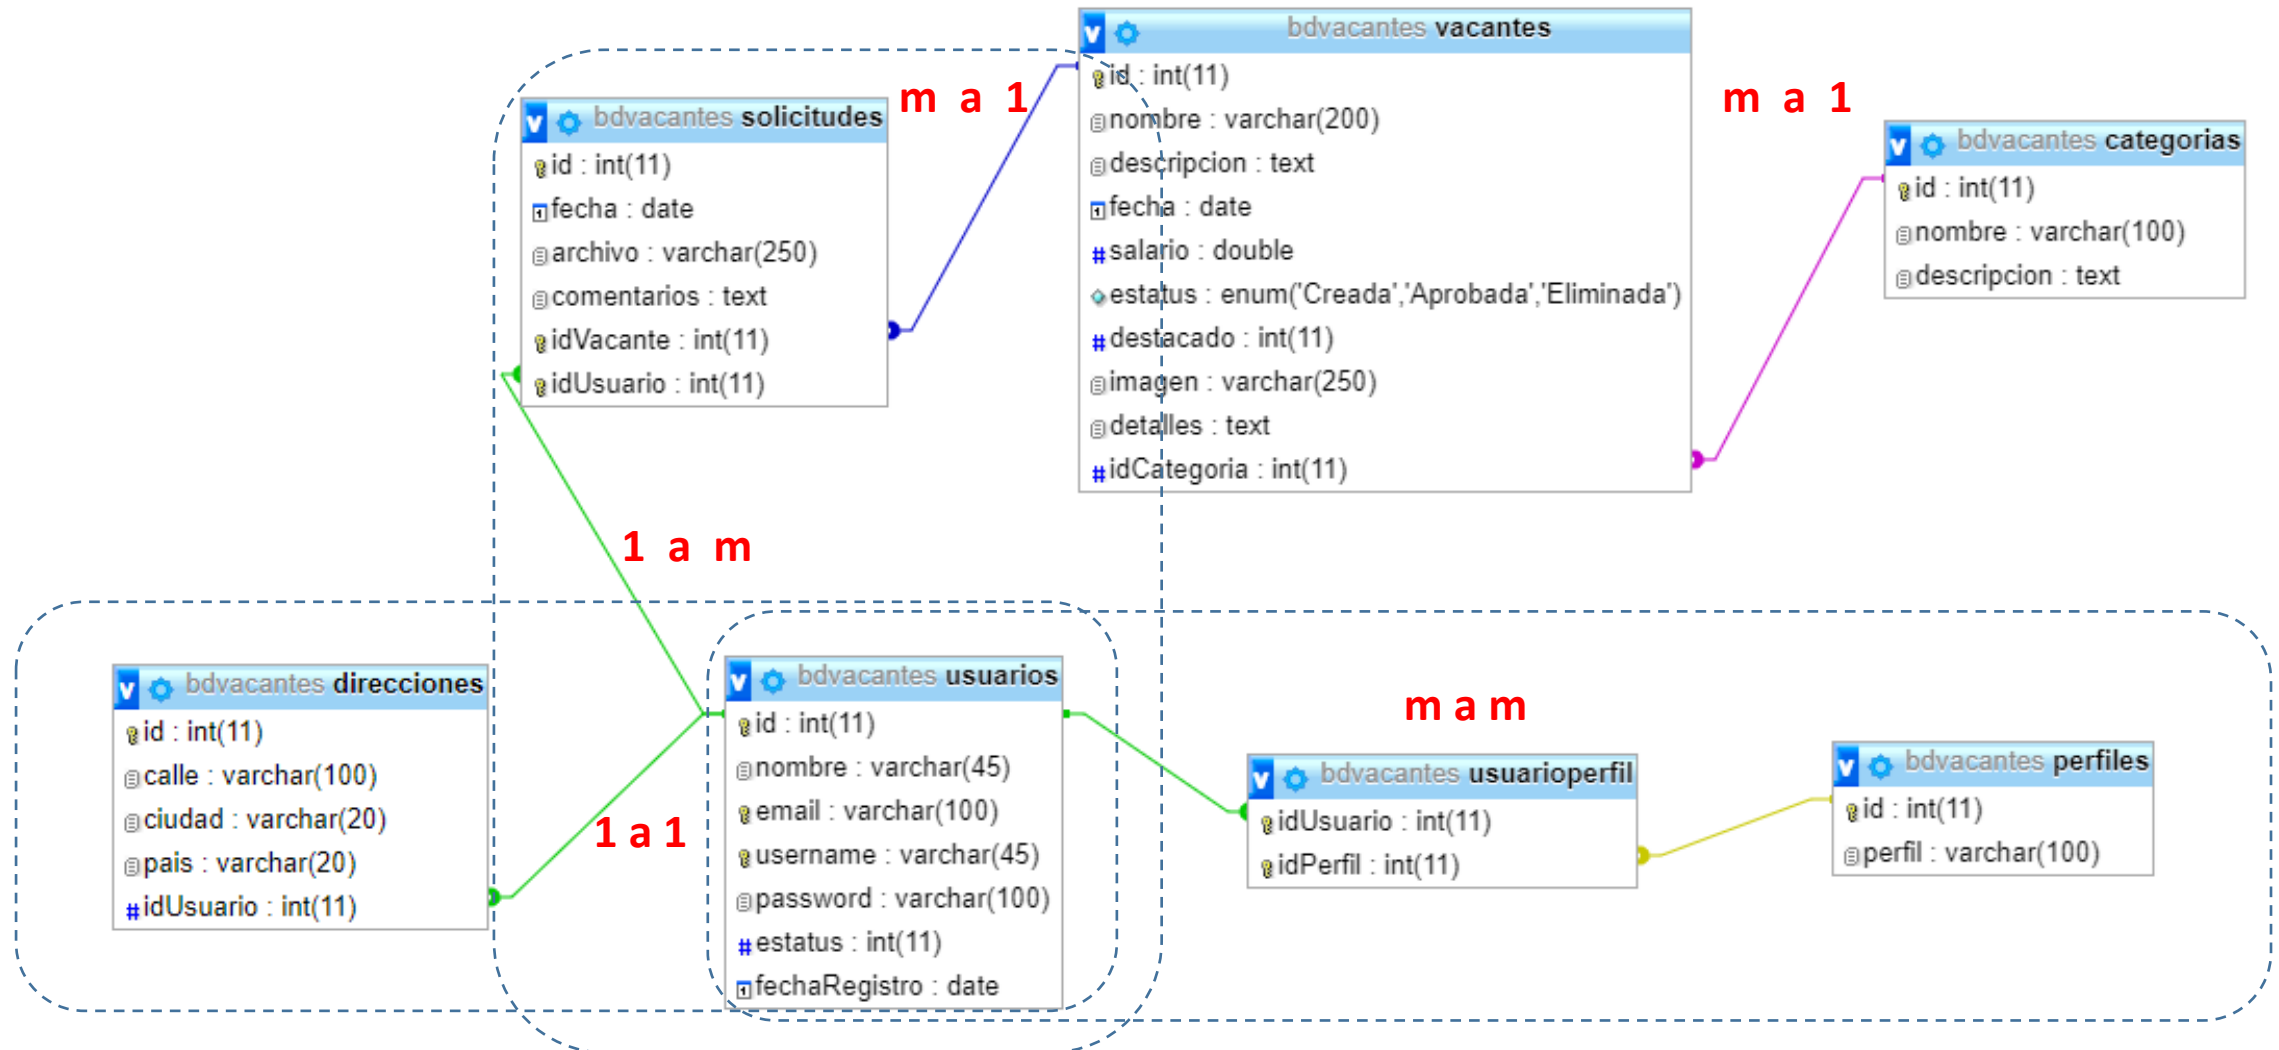 bdvacantes vacantes
id : int(11)
nombre : varchar(200)
descripcion : text
fecha : date
salario : double
estatus : enum('Creada','Aprobada','Eliminada')
destacado : int(11)
imagen : varchar(250)
detalles : text
idCategoria : int(11)
m a 1
m a 1
bdvacantes solicitudes
id : int(11)
fecha : date
archivo : varchar(250)
comentarios : text
idVacante : int(11)
idUsuario : int(11)
bdvacantes categorias
id : int(11)
nombre : varchar(100)
descripcion : text
1 a m
bdvacantes direcciones
id : int(11)
calle : varchar(100)
ciudad : varchar(20)
pais : varchar(20)
idUsuario : int(11)
1 a 1
bdvacantes usuarios
id : int(11)
nombre : varchar(45)
email : varchar(100)
username : varchar(45)
password : varchar(100)
estatus : int(11)
fechaRegistro : date
m a m
bdvacantes usuarioperfil
idUsuario : int(11)
idPerfil : int(11)
bdvacantes perfiles
id : int(11)
perfil : varchar(100)